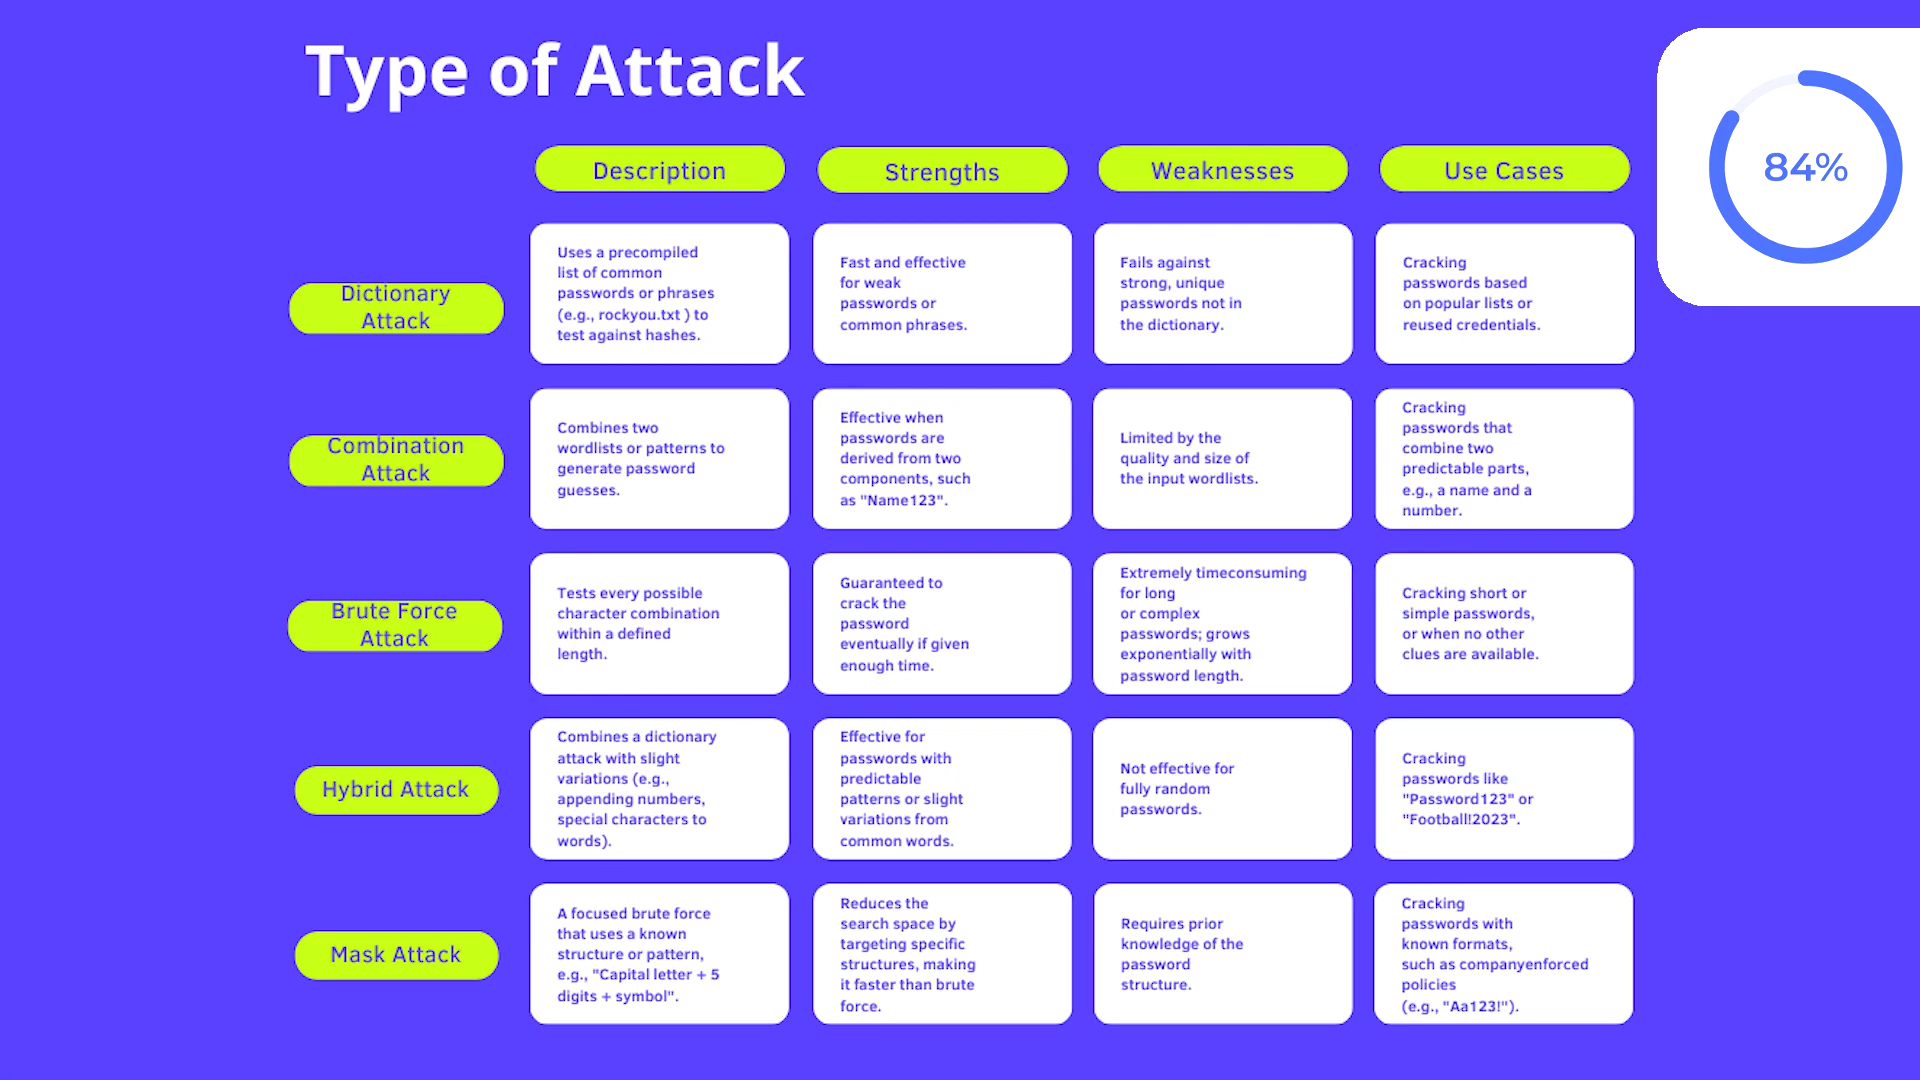 Type of Attack
84%
Description
Strengths
Weaknesses
Use Cases
Dictionary
Attack
Uses a precompiled
list of common
passwords or phrases
(e.g., rockyou.txt ) to
test against hashes.
Fast and effective
for weak
passwords or
common phrases.
Fails against
strong, unique
passwords not in
the dictionary.
Cracking
passwords based
on popular lists or
reused credentials.
Combination
Attack
Combines two
wordlists or patterns to
generate password
guesses.
Effective when
passwords are
derived from two
components, such
as "Name123".
Limited by the
quality and size of
the input wordlists.
Cracking
passwords that
combine two
predictable parts,
e.g., a name and a
number.
Brute Force
Attack
Tests every possible
character combination
within a defined
length.
Guaranteed to
crack the
password
eventually if given
enough time.
Extremely timeconsuming
for long
or complex
passwords; grows
exponentially with
password length.
Cracking short or
simple passwords,
or when no other
clues are available.
Hybrid Attack
Combines a dictionary
attack with slight
variations (e.g.,
appending numbers,
special characters to
words).
Effective for
passwords with
predictable
patterns or slight
variations from
common words.
Not effective for
fully random
passwords.
Cracking
passwords like
"Password123" or
"Football!2023".
Mask Attack
A focused brute force
that uses a known
structure or pattern,
e.g., "Capital letter + 5
digits + symbol".
Reduces the
search space by
targeting specific
structures, making
it faster than brute
force.
Requires prior
knowledge of the
password
structure.
Cracking
passwords with
known formats,
such as companyenforced
policies
(e.g., "Aa123!").